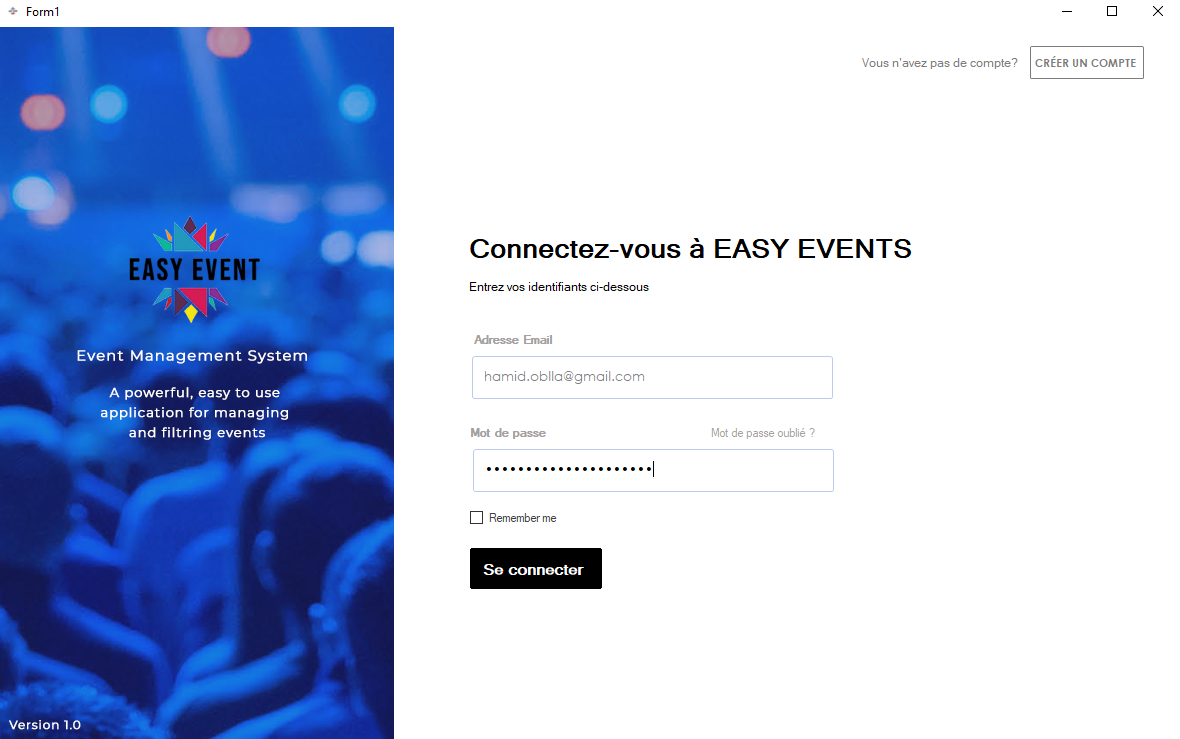 Form1
Vous n'avez pas de compte?
CRÉER UN COMPTE
EASY EVENT
Event Management System
A powerful, easy to use
application for managing
and filtring events
Version 1.0
Connectez-vous à EASY EVENTS
Entrez vos identifiants ci-dessous
Adresse Email
hamid.oblla@gmail.com
Mot de passe
Mot de passe oublié ?
•••••••••••••••••••••
Remember me
Se connecter